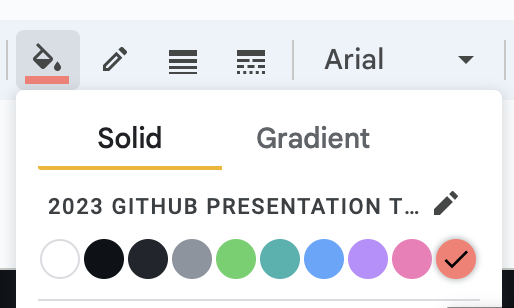 Arial
Solid
Gradient
2023 GITHUB PRESENTATION T...